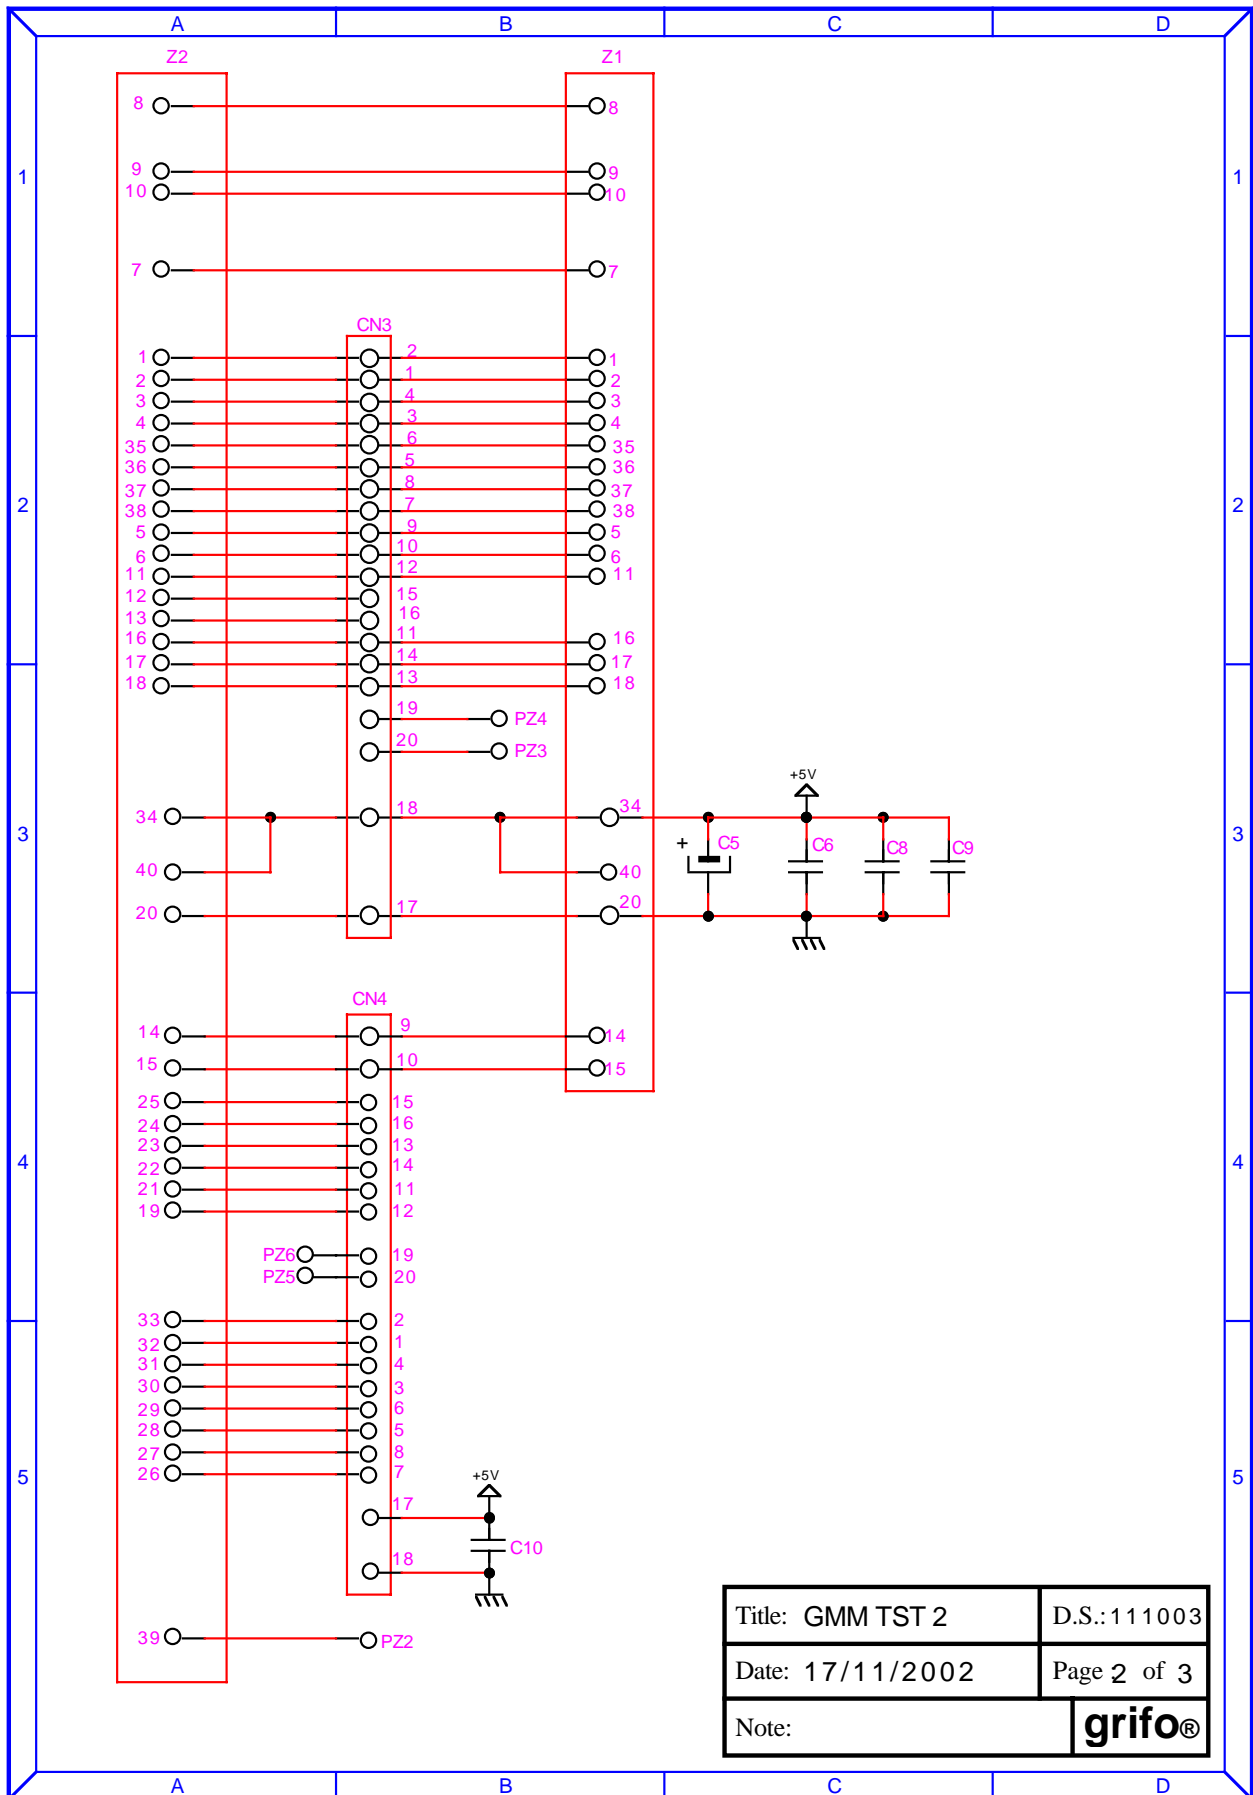 A B C D
Z2 Z1
8 8
1 1
9 9
10 10
7 7
CN3
1 2 1
2 1 2
3 4 3
4 3 4
35 6 35
36 5 36
37 8 37
2 2
38 7 38
5 9 5
6 10 6
11 12 11
12 15
13 16
16 11 16
17 14 17
18 13 18
19 PZ4
20 PZ3
+5V
34 18 34
3 3
+ C5 C6 C8 C9
40 40
20 17 20
CN4
14 9 14
15 10 15
25 15
24 16
23 13
4 4
22 14
21 11
19 12
PZ6 19
PZ5 20
33 2
32 1
31 4
30 3
29 6
28 5
27 8
26 7
5 5
+5V
17
C10
18
39 PZ2
Title: GMM TST 2 D.S.: 111003
Date: 17/11/2002 Page : 2 of 3
Note: grifo®
A B C D